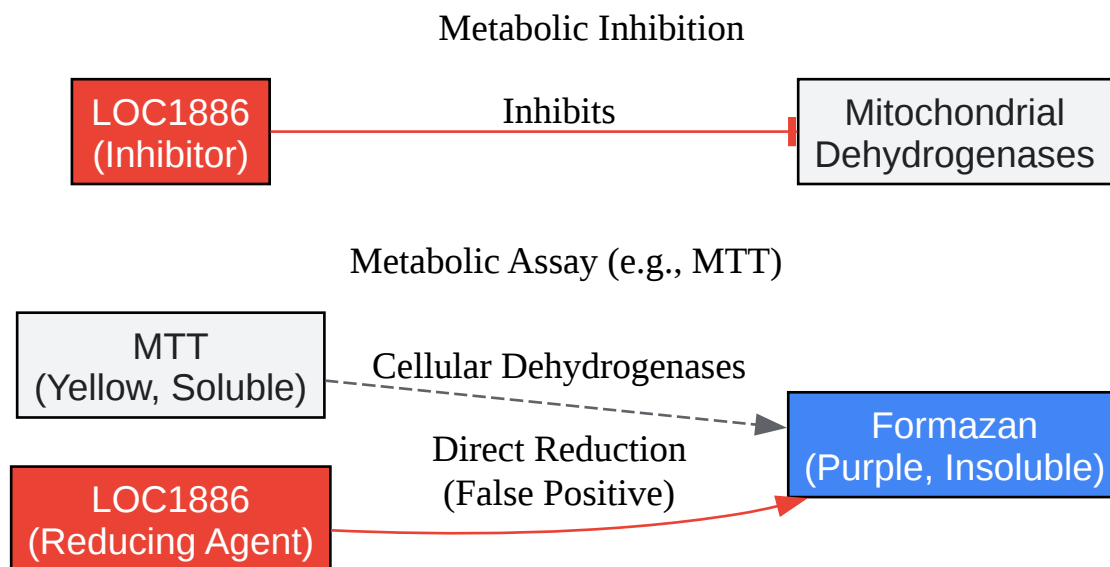 Metabolic Inhibition
LOC1886
(Inhibitor)
Inhibits
Mitochondrial
Dehydrogenases
Metabolic Assay (e.g., MTT)
MTT
(Yellow, Soluble)
Cellular Dehydrogenases
Formazan
(Purple, Insoluble)
Direct Reduction
(False Positive)
LOC1886
(Reducing Agent)